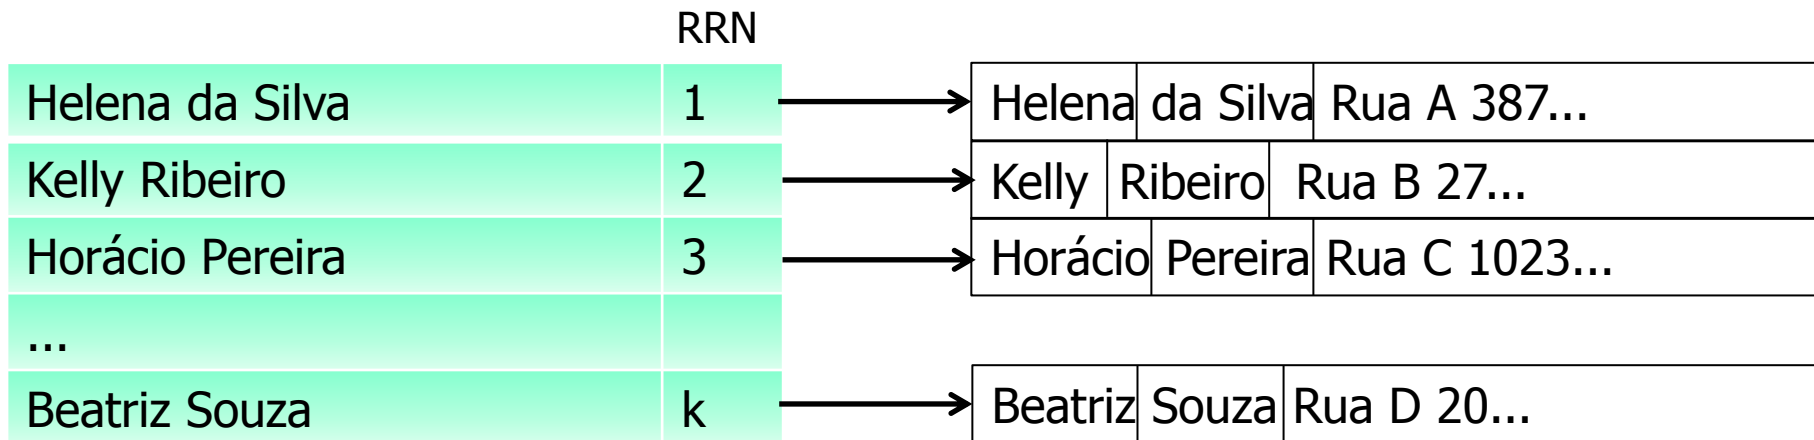 RRN
Helena da Silva 1 Helena da Silva Rua A 387...
Kelly Ribeiro 2 Kelly Ribeiro Rua B 27...
Horácio Pereira 3 Horácio Pereira Rua C 1023...
...
Beatriz Souza k Beatriz Souza Rua D 20...